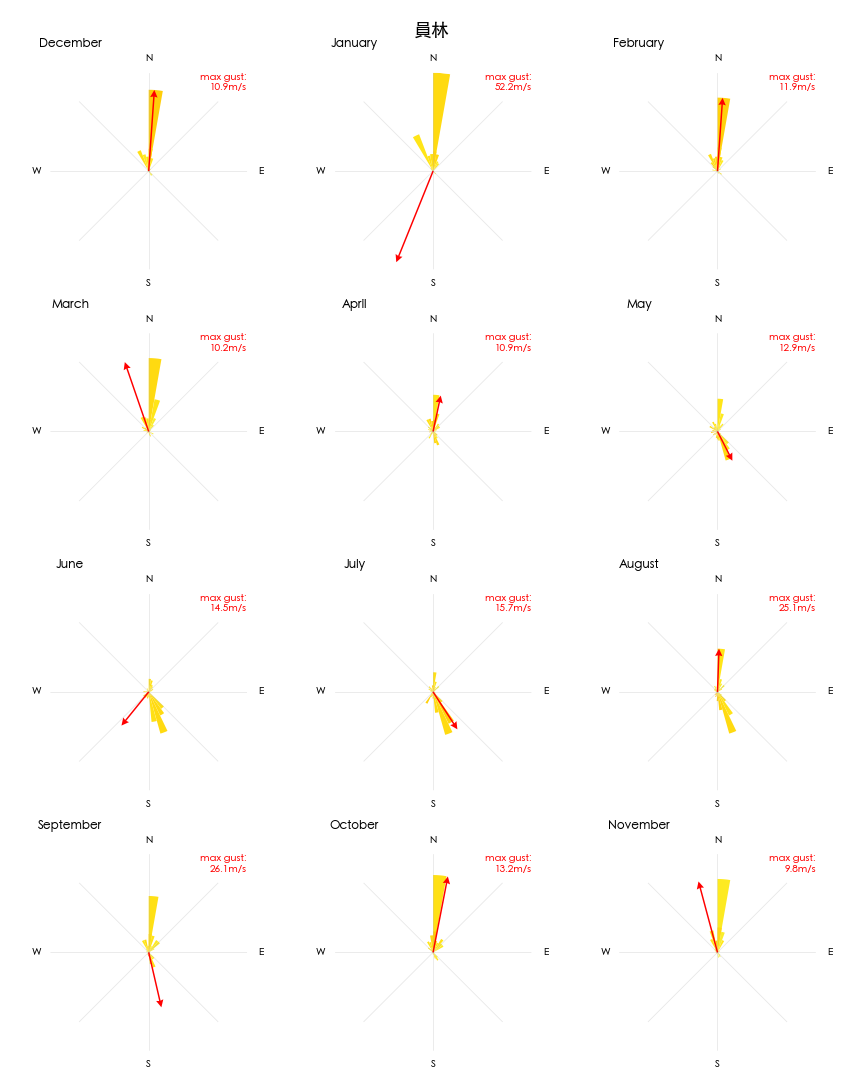 員林
December
N
max gust:
10.9m/s
W
E
S
January
N
max gust:
52.2m/s
W
E
S
February
N
max gust:
11.9m/s
W
E
S
March
N
max gust:
10.2m/s
W
E
S
April
N
max gust:
10.9m/s
W
E
S
May
N
max gust:
12.9m/s
W
E
S
June
N
max gust:
14.5m/s
W
E
S
July
N
max gust:
15.7m/s
W
E
S
August
N
max gust:
25.1m/s
W
E
S
September
N
max gust:
26.1m/s
W
E
S
October
N
max gust:
13.2m/s
W
E
S
November
N
max gust:
9.8m/s
W
E
S